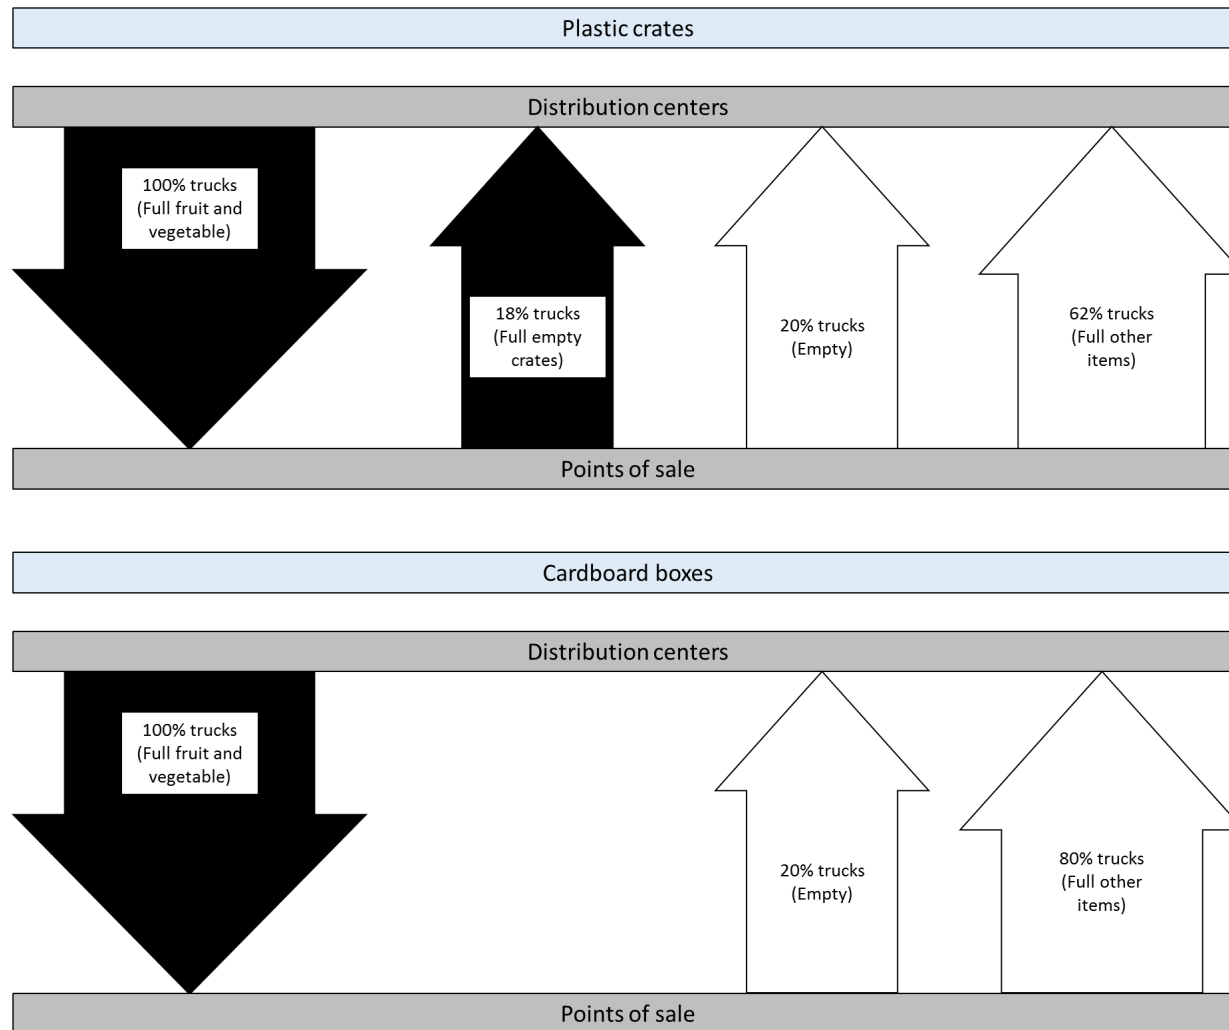 Plastic crates
Distribution centers
100% trucks
(Full fruit and
vegetable)
18% trucks
(Full empty
crates)
20% trucks
(Empty)
62% trucks
(Full other
items)
Points of sale
Cardboard boxes
Distribution centers
100% trucks
(Full fruit and
vegetable)
20% trucks
(Empty)
80% trucks
(Full other
items)
Points of sale